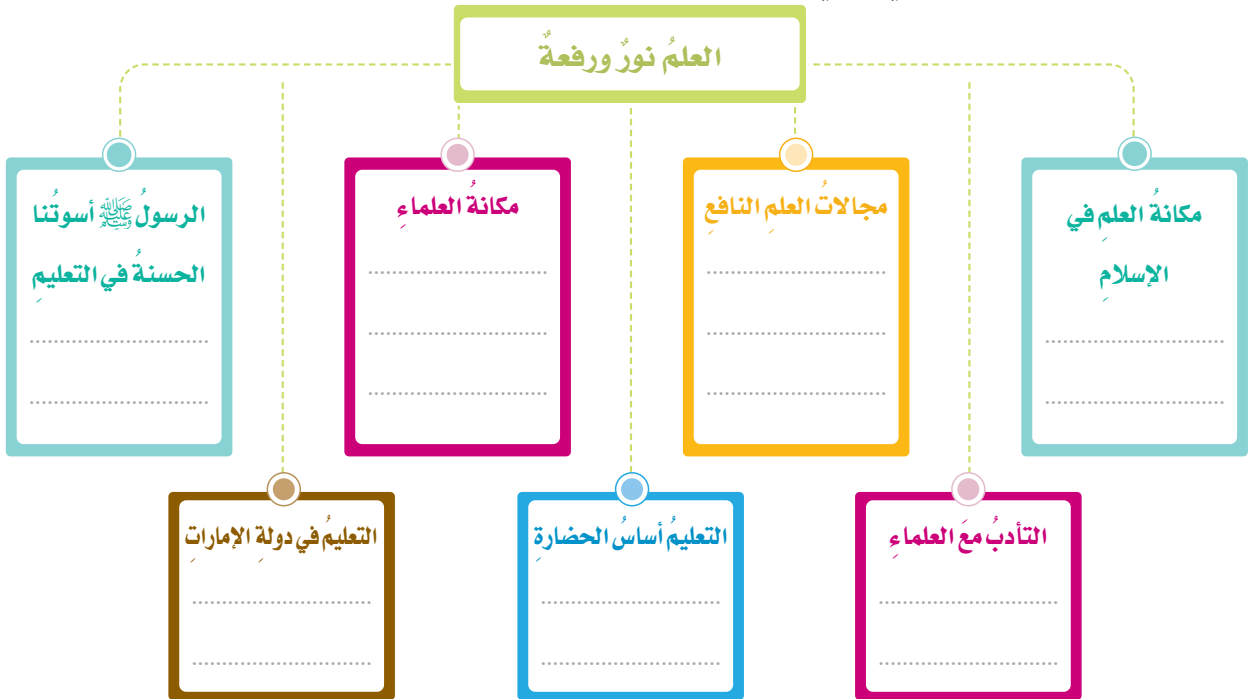 العلمُ نورٌ ورفعةٌ
مكانةُ العلمِ في
الإسلامِ
........................................
........................................
مجالاتُ العلمِ النافعِ
........................................
........................................
........................................
مكانةُ العلماءِ
........................................
........................................
........................................
الرسولُ ﷺ أسوتُنا
الحسنةُ في التعليمِ
........................................
........................................
التأدبُ معَ العلماءِ
........................................
........................................
التعليمُ أساسُ الحضارةِ
........................................
........................................
التعليمُ في دولةِ الإماراتِ
........................................
........................................